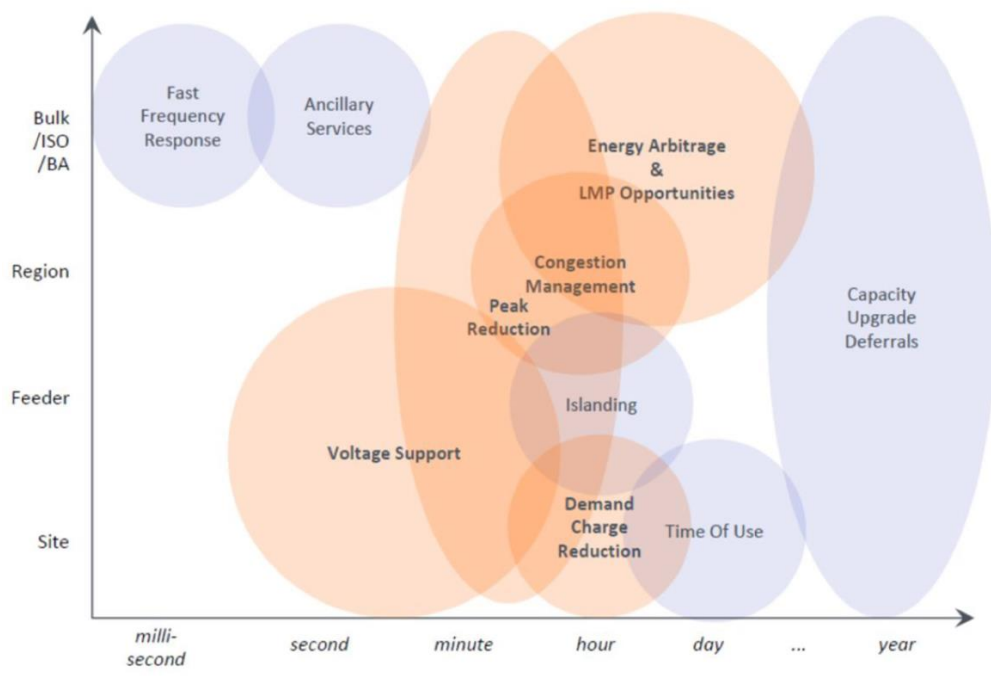 Bulk
/ISO
/BA
Region
Feeder
Site
Fast
Frequency
Response
Ancillary
Services
Energy Arbitrage
&
LMP Opportunities
Congestion
Management
Peak
Reduction
Capacity
Upgrade
Deferrals
Islanding
Voltage Support
Demand
Charge
Reduction
Time Of Use
milli-
second
second
minute
hour
day
...
year